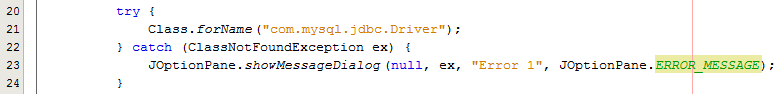 20 try {
21 Class.forName("com.mysql.jdbc.Driver");
22 } catch (ClassNotFoundException ex) {
23 JOptionPane.showMessageDialog(null, ex, "Error 1", JOptionPane.ERROR_MESSAGE);
24 }